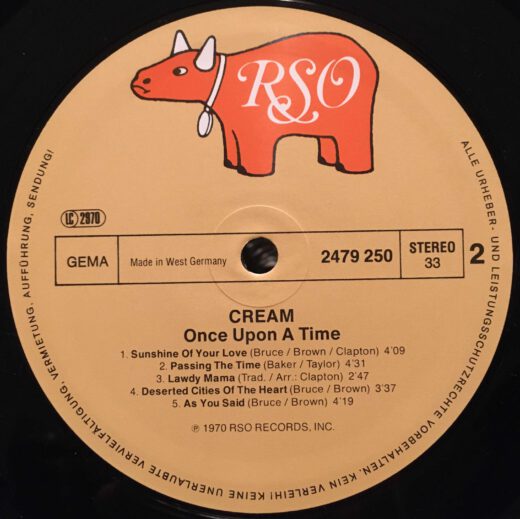 RSO
LC 2970
GEMA
Made in West Germany
2479 250
STEREO
33
2
CREAM
Once Upon A Time
1. Sunshine Of Your Love (Bruce / Brown / Clapton) 4'09
2. Passing The Time (Baker / Taylor) 4'31
3. Lawdy Mama (Trad. / Arr.: Clapton) 2'47
4. Deserted Cities Of The Heart (Bruce / Brown) 3'37
5. As You Said (Bruce / Brown) 4'19
℗ 1970 RSO RECORDS, INC.
ALLE URHEBER- UND LEISTUNGSSCHUTZRECHTE VORBEHALTEN. KEIN VERLEIH! KEINE UNERLAUBTE VERVIELFÄLTIGUNG, VERMIETUNG, AUFFÜHRUNG, SENDUNG!